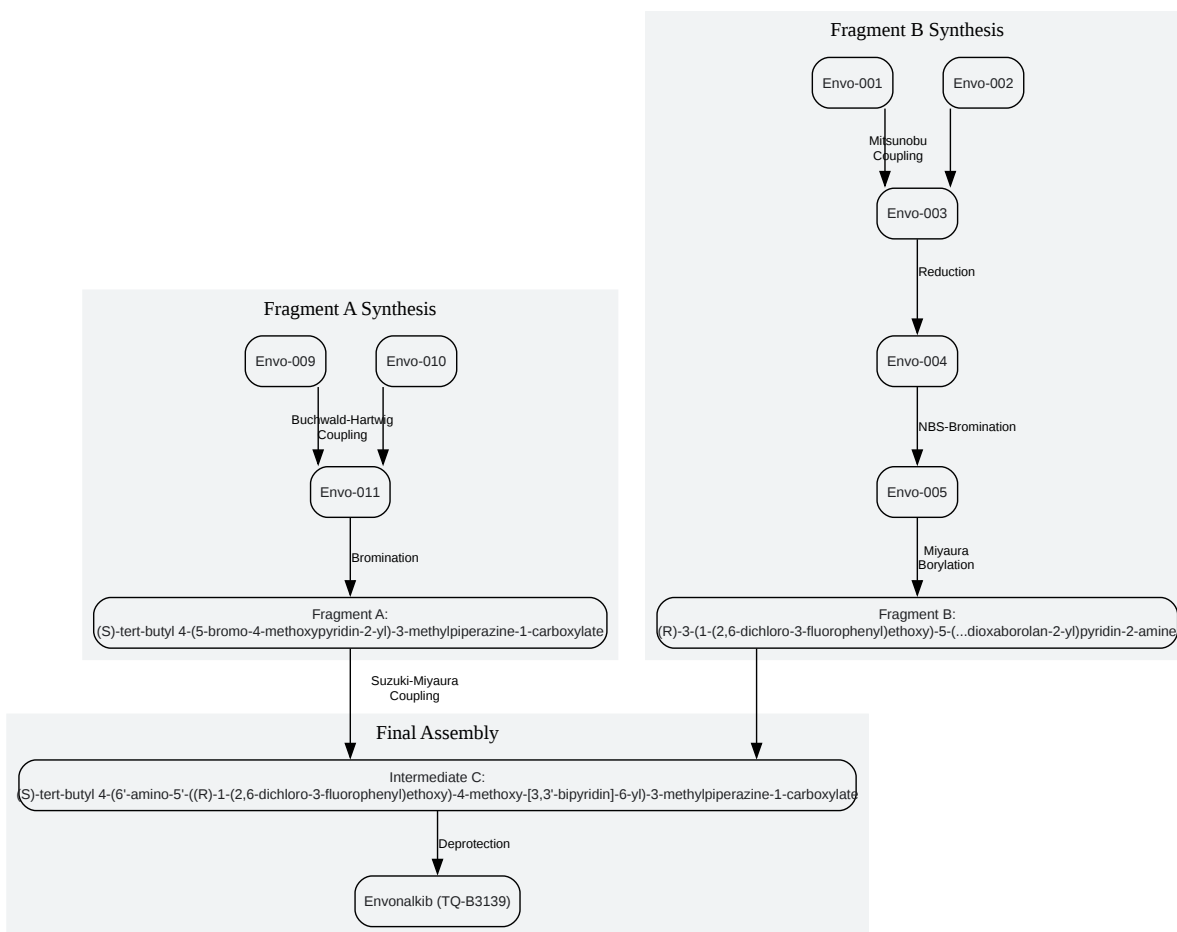 Fragment B Synthesis
Envo-001
Envo-002
Mitsunobu
Coupling
Envo-003
Reduction
Envo-004
NBS-Bromination
Envo-005
Miyaura
Borylation
Fragment B:
(R)-3-(1-(2,6-dichloro-3-fluorophenyl)ethoxy)-5-(...dioxaborolan-2-yl)pyridin-2-amine
Fragment A Synthesis
Envo-009
Envo-010
Buchwald-Hartwig
Coupling
Envo-011
Bromination
Fragment A:
(S)-tert-butyl 4-(5-bromo-4-methoxypyridin-2-yl)-3-methylpiperazine-1-carboxylate
Suzuki-Miyaura
Coupling
Final Assembly
Intermediate C:
(S)-tert-butyl 4-(6'-amino-5'-((R)-1-(2,6-dichloro-3-fluorophenyl)ethoxy)-4-methoxy-[3,3'-bipyridin]-6-yl)-3-methylpiperazine-1-carboxylate
Deprotection
Envonalkib (TQ-B3139)